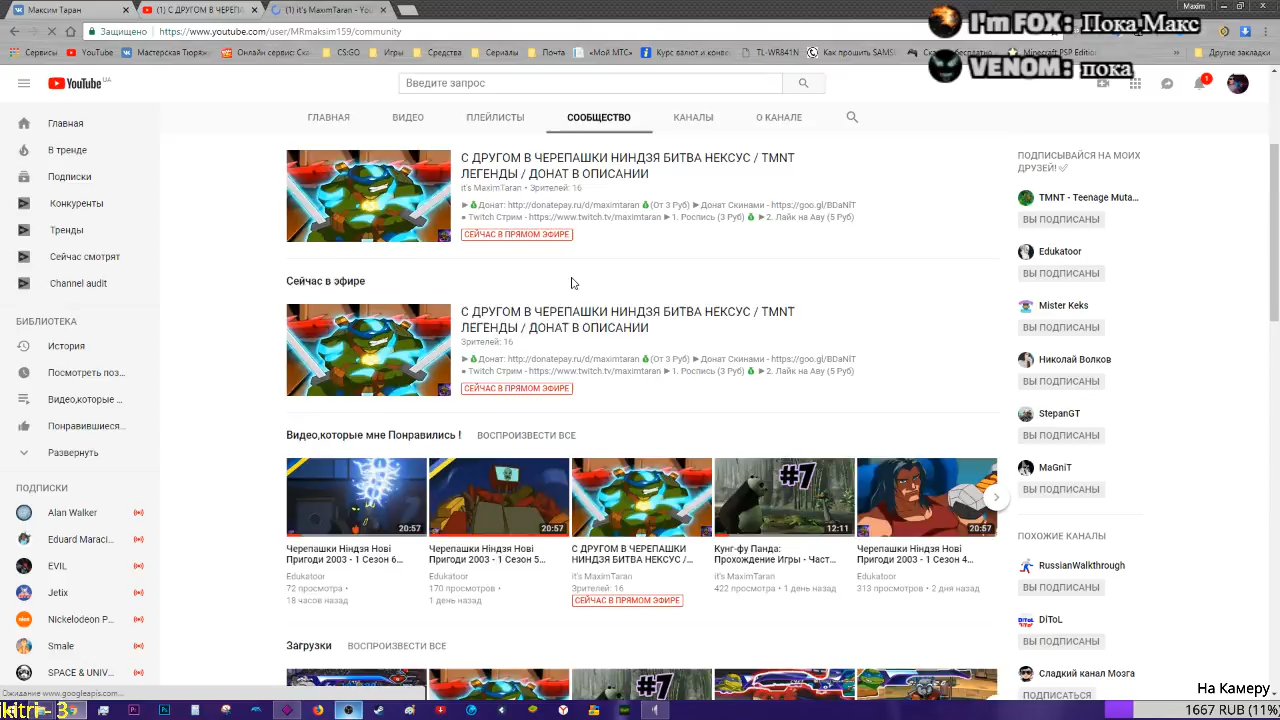 Максим Таран
С ДРУГОМ В ЧЕРЕПА
(1) it's MaximTaran - You
Maxim
Защищено
https://www.youtube.com/user/MRmaksim159/community
I'm FOX: Пока,Макс
VENOM: пока
Сервисы
YouTube
Мастерская Торжк
CS:GO
Игры
Средства
Сериалы
Почта
«Мой МТС»
Курс валют и конве
TL-WR841N
Как прошить SAMSU
Американский PSP
Другие закладки
YouTube UA
Введите запрос
1
ГЛАВНАЯ
ВИДЕО
ПЛЕЙЛИСТЫ
СООБЩЕСТВО
КАНАЛЫ
О КАНАЛЕ
Главная
В тренде
Подписки
Конкуренты
Тренды
Сейчас смотрят
Channel audit
БИБЛИОТЕКА
История
Посмотреть поз...
Видео,которые ...
Понравившиеся...
Развернуть
ПОДПИСКИ
Alan Walker
Eduard Maraci...
EVIL
Jetix
Nickelodeon P...
Smale
SPACE & UNIV...
С ДРУГОМ В ЧЕРЕПАШКИ НИНДЗЯ БИТВА НЕКСУС / TMNT
ЛЕГЕНДЫ / ДОНАТ В ОПИСАНИИ
it's MaximTaran • Зрителей: 16
►💰Донат: http://donatepay.ru/d/maximtaran 💰(От 3 Руб) ►Донат Скинами - https://goo.gl/BDaNlT
● Twitch Стрим - https://www.twitch.tv/maximtaran ►1. Роспись (3 Руб) 💰 ►2. Лайк на Аву (5 Руб)
СЕЙЧАС В ПРЯМОМ ЭФИРЕ
Сейчас в эфире
С ДРУГОМ В ЧЕРЕПАШКИ НИНДЗЯ БИТВА НЕКСУС / TMNT
ЛЕГЕНДЫ / ДОНАТ В ОПИСАНИИ
Зрителей: 16
►💰Донат: http://donatepay.ru/d/maximtaran 💰(От 3 Руб) ►Донат Скинами - https://goo.gl/BDaNlT
● Twitch Стрим - https://www.twitch.tv/maximtaran ►1. Роспись (3 Руб) 💰 ►2. Лайк на Аву (5 Руб)
СЕЙЧАС В ПРЯМОМ ЭФИРЕ
Видео,которые мне Понравились !
ВОСПРОИЗВЕСТИ ВСЕ
20:57
20:57
#7
12:11
20:57
Черепашки Ніндзя Нові
Пригоди 2003 - 1 Сезон 6...
Edukatoor
72 просмотра •
18 часов назад
Черепашки Ніндзя Нові
Пригоди 2003 - 1 Сезон 5...
Edukatoor
170 просмотров •
1 день назад
С ДРУГОМ В ЧЕРЕПАШКИ
НИНДЗЯ БИТВА НЕКСУС /...
it's MaximTaran
Зрителей: 16
СЕЙЧАС В ПРЯМОМ ЭФИРЕ
Кунг-фу Панда:
Прохождение Игры - Част...
it's MaximTaran
422 просмотра • 1 день назад
Черепашки Ніндзя Нові
Пригоди 2003 - 1 Сезон 4...
Edukatoor
313 просмотров • 2 дня назад
Загрузки
ВОСПРОИЗВЕСТИ ВСЕ
#7
ПОДПИСЫВАЙСЯ НА МОИХ
ДРУЗЕЙ! ✅
TMNT - Teenage Muta...
ВЫ ПОДПИСАНЫ
Edukatoor
ВЫ ПОДПИСАНЫ
Mister Keks
ВЫ ПОДПИСАНЫ
Николай Волков
ВЫ ПОДПИСАНЫ
StepanGT
ВЫ ПОДПИСАНЫ
MaGniT
ВЫ ПОДПИСАНЫ
ПОХОЖИЕ КАНАЛЫ
RussianWalkthrough
ВЫ ПОДПИСАНЫ
DiToL
ВЫ ПОДПИСАНЫ
Сладкий канал Мозга
ПОДПИСАТЬСЯ
Ожидание www.googleapis.com...
На Камеру
1667 RUB (11%)